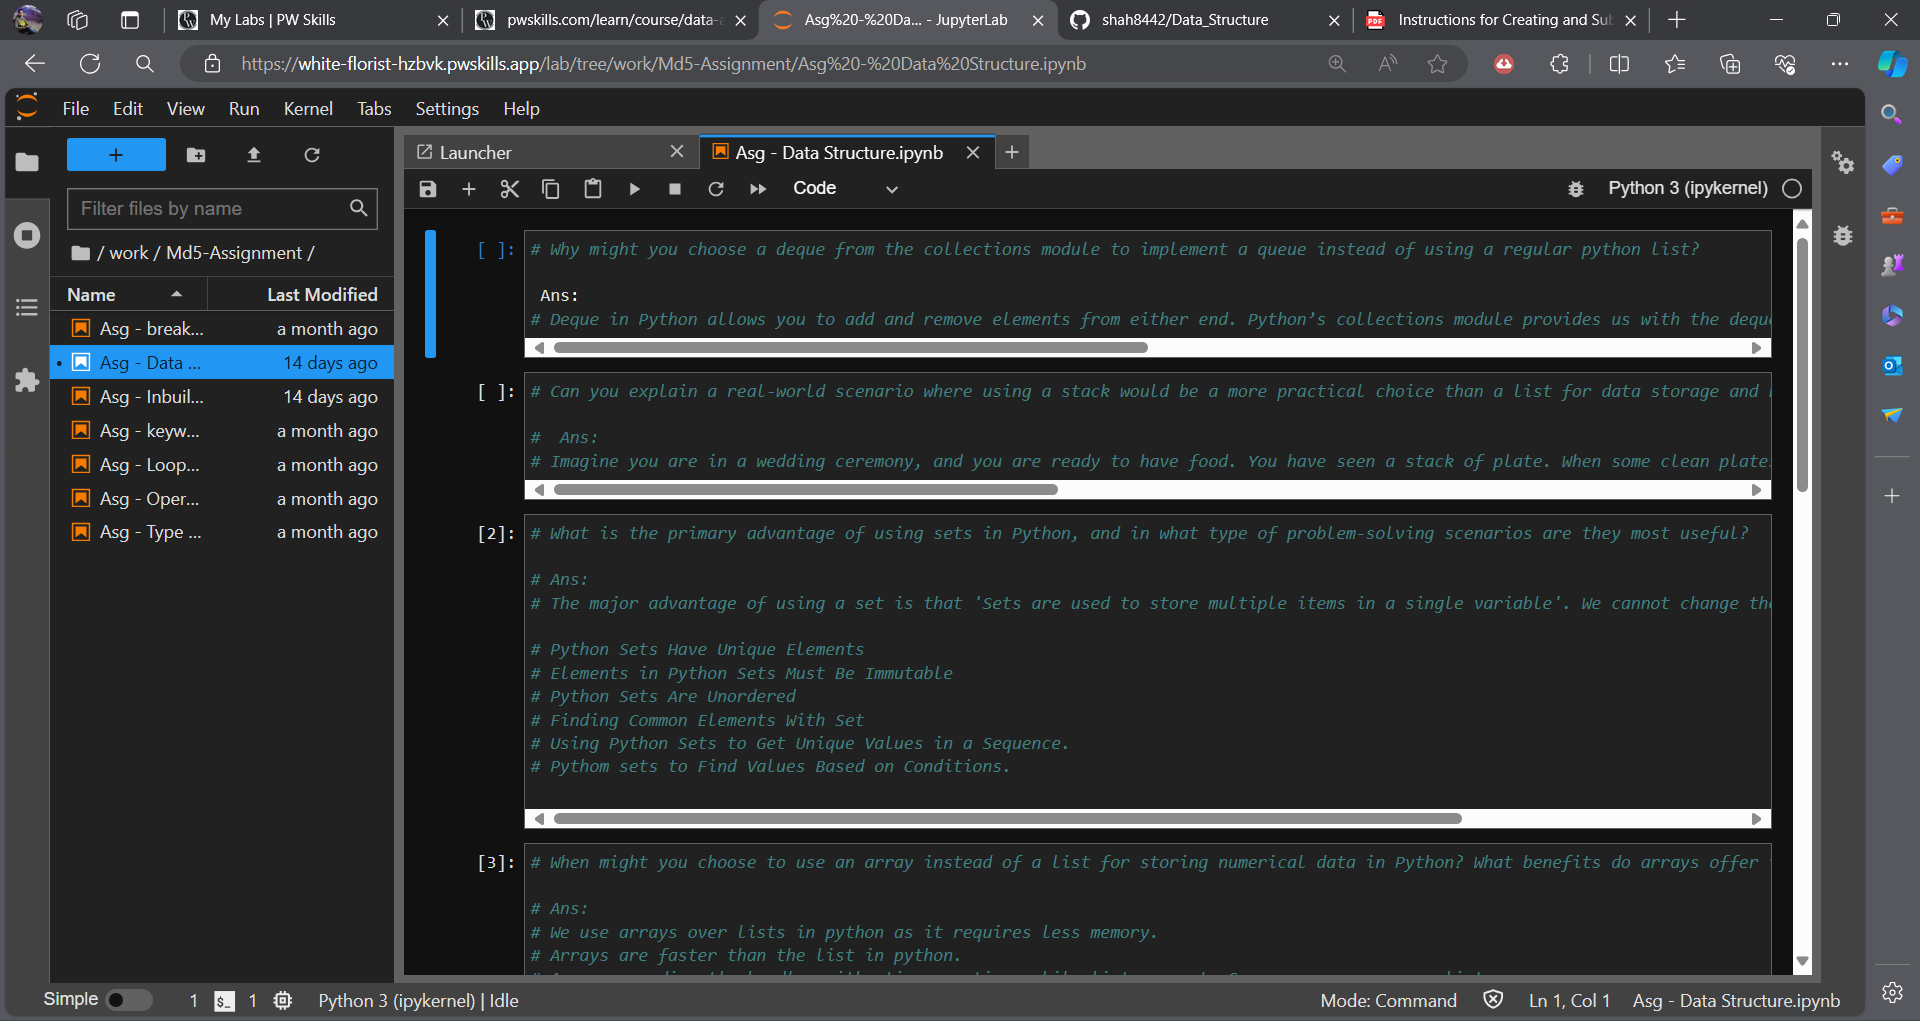 My Labs | PW Skills
pwskills.com/learn/course/data-a
Asg%20-%20Da... - JupyterLab
shah8442/Data_Structure
PDF
Instructions for Creating and Sub
https://white-florist-hzbvk.pwskills.app/lab/tree/work/Md5-Assignment/Asg%20-%20Data%20Structure.ipynb
File Edit View Run Kernel Tabs Settings Help
Launcher
Asg - Data Structure.ipynb
Code
Python 3 (ipykernel)
Filter files by name
/ work / Md5-Assignment /
Name Last Modified
Asg - break... a month ago
Asg - Data ... 14 days ago
Asg - Inbuil... 14 days ago
Asg - keyw... a month ago
Asg - Loop... a month ago
Asg - Oper... a month ago
Asg - Type ... a month ago
[ ]: # Why might you choose a deque from the collections module to implement a queue instead of using a regular python list?
Ans:
# Deque in Python allows you to add and remove elements from either end. Python’s collections module provides us with the dequ
[ ]: # Can you explain a real-world scenario where using a stack would be a more practical choice than a list for data storage and
# Ans:
# Imagine you are in a wedding ceremony, and you are ready to have food. You have seen a stack of plate. When some clean plate
[2]: # What is the primary advantage of using sets in Python, and in what type of problem-solving scenarios are they most useful?
# Ans:
# The major advantage of using a set is that 'Sets are used to store multiple items in a single variable'. We cannot change th
# Python Sets Have Unique Elements
# Elements in Python Sets Must Be Immutable
# Python Sets Are Unordered
# Finding Common Elements With Set
# Using Python Sets to Get Unique Values in a Sequence.
# Pythom sets to Find Values Based on Conditions.
[3]: # When might you choose to use an array instead of a list for storing numerical data in Python? What benefits do arrays offer
# Ans:
# We use arrays over lists in python as it requires less memory.
# Arrays are faster than the list in python.
Simple 1 $_ 1 Python 3 (ipykernel) | Idle
Mode: Command Ln 1, Col 1 Asg - Data Structure.ipynb